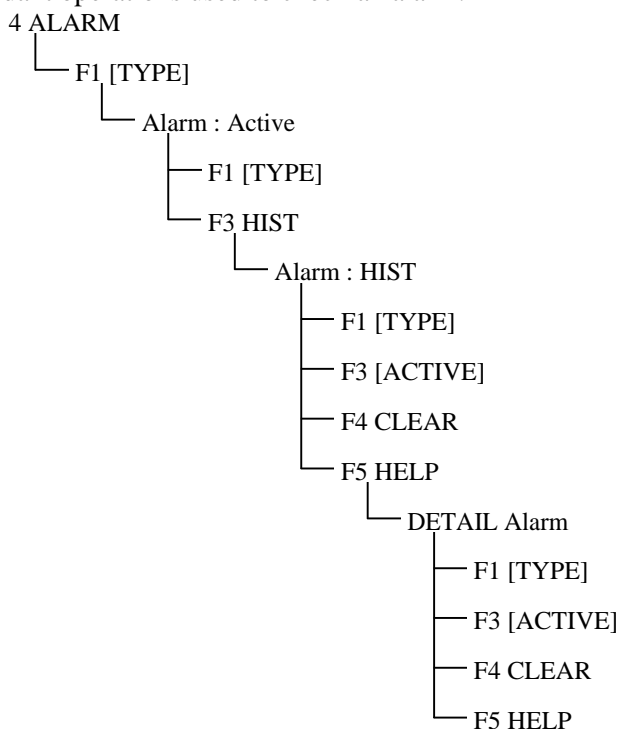 4 ALARM
F1 [TYPE]
Alarm : Active
F1 [TYPE]
F3 HIST
Alarm : HIST
F1 [TYPE]
F3 [ACTIVE]
F4 CLEAR
F5 HELP
DETAIL Alarm
F1 [TYPE]
F3 [ACTIVE]
F4 CLEAR
F5 HELP